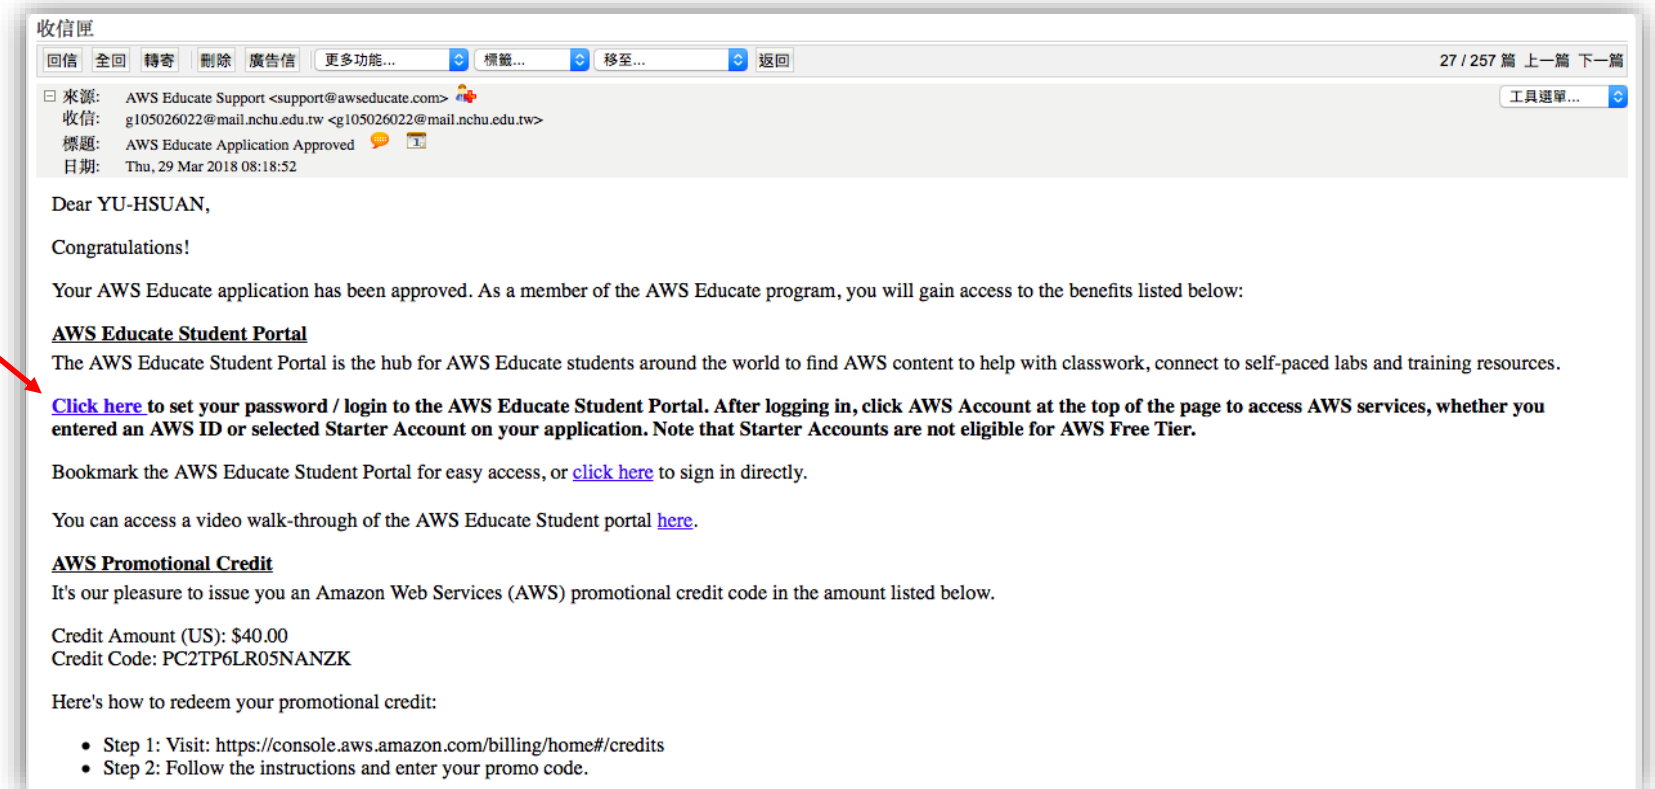 收信匣
回信 全回 轉寄 刪除 廣告信 更多功能... 標籤... 移至... 返回 27 / 257 篇 上一篇 下一篇
來源: AWS Educate Support <support@awseducate.com> 工具選單...
收信: g105026022@mail.nchu.edu.tw <g105026022@mail.nchu.edu.tw>
標題: AWS Educate Application Approved
日期: Thu, 29 Mar 2018 08:18:52
Dear YU-HSUAN,
Congratulations!
Your AWS Educate application has been approved. As a member of the AWS Educate program, you will gain access to the benefits listed below:
AWS Educate Student Portal
The AWS Educate Student Portal is the hub for AWS Educate students around the world to find AWS content to help with classwork, connect to self-paced labs and training resources.
Click here to set your password / login to the AWS Educate Student Portal. After logging in, click AWS Account at the top of the page to access AWS services, whether you
entered an AWS ID or selected Starter Account on your application. Note that Starter Accounts are not eligible for AWS Free Tier.
Bookmark the AWS Educate Student Portal for easy access, or click here to sign in directly.
You can access a video walk-through of the AWS Educate Student portal here.
AWS Promotional Credit
It's our pleasure to issue you an Amazon Web Services (AWS) promotional credit code in the amount listed below.
Credit Amount (US): $40.00
Credit Code: PC2TP6LR05NANZK
Here's how to redeem your promotional credit:
• Step 1: Visit: https://console.aws.amazon.com/billing/home#/credits
• Step 2: Follow the instructions and enter your promo code.